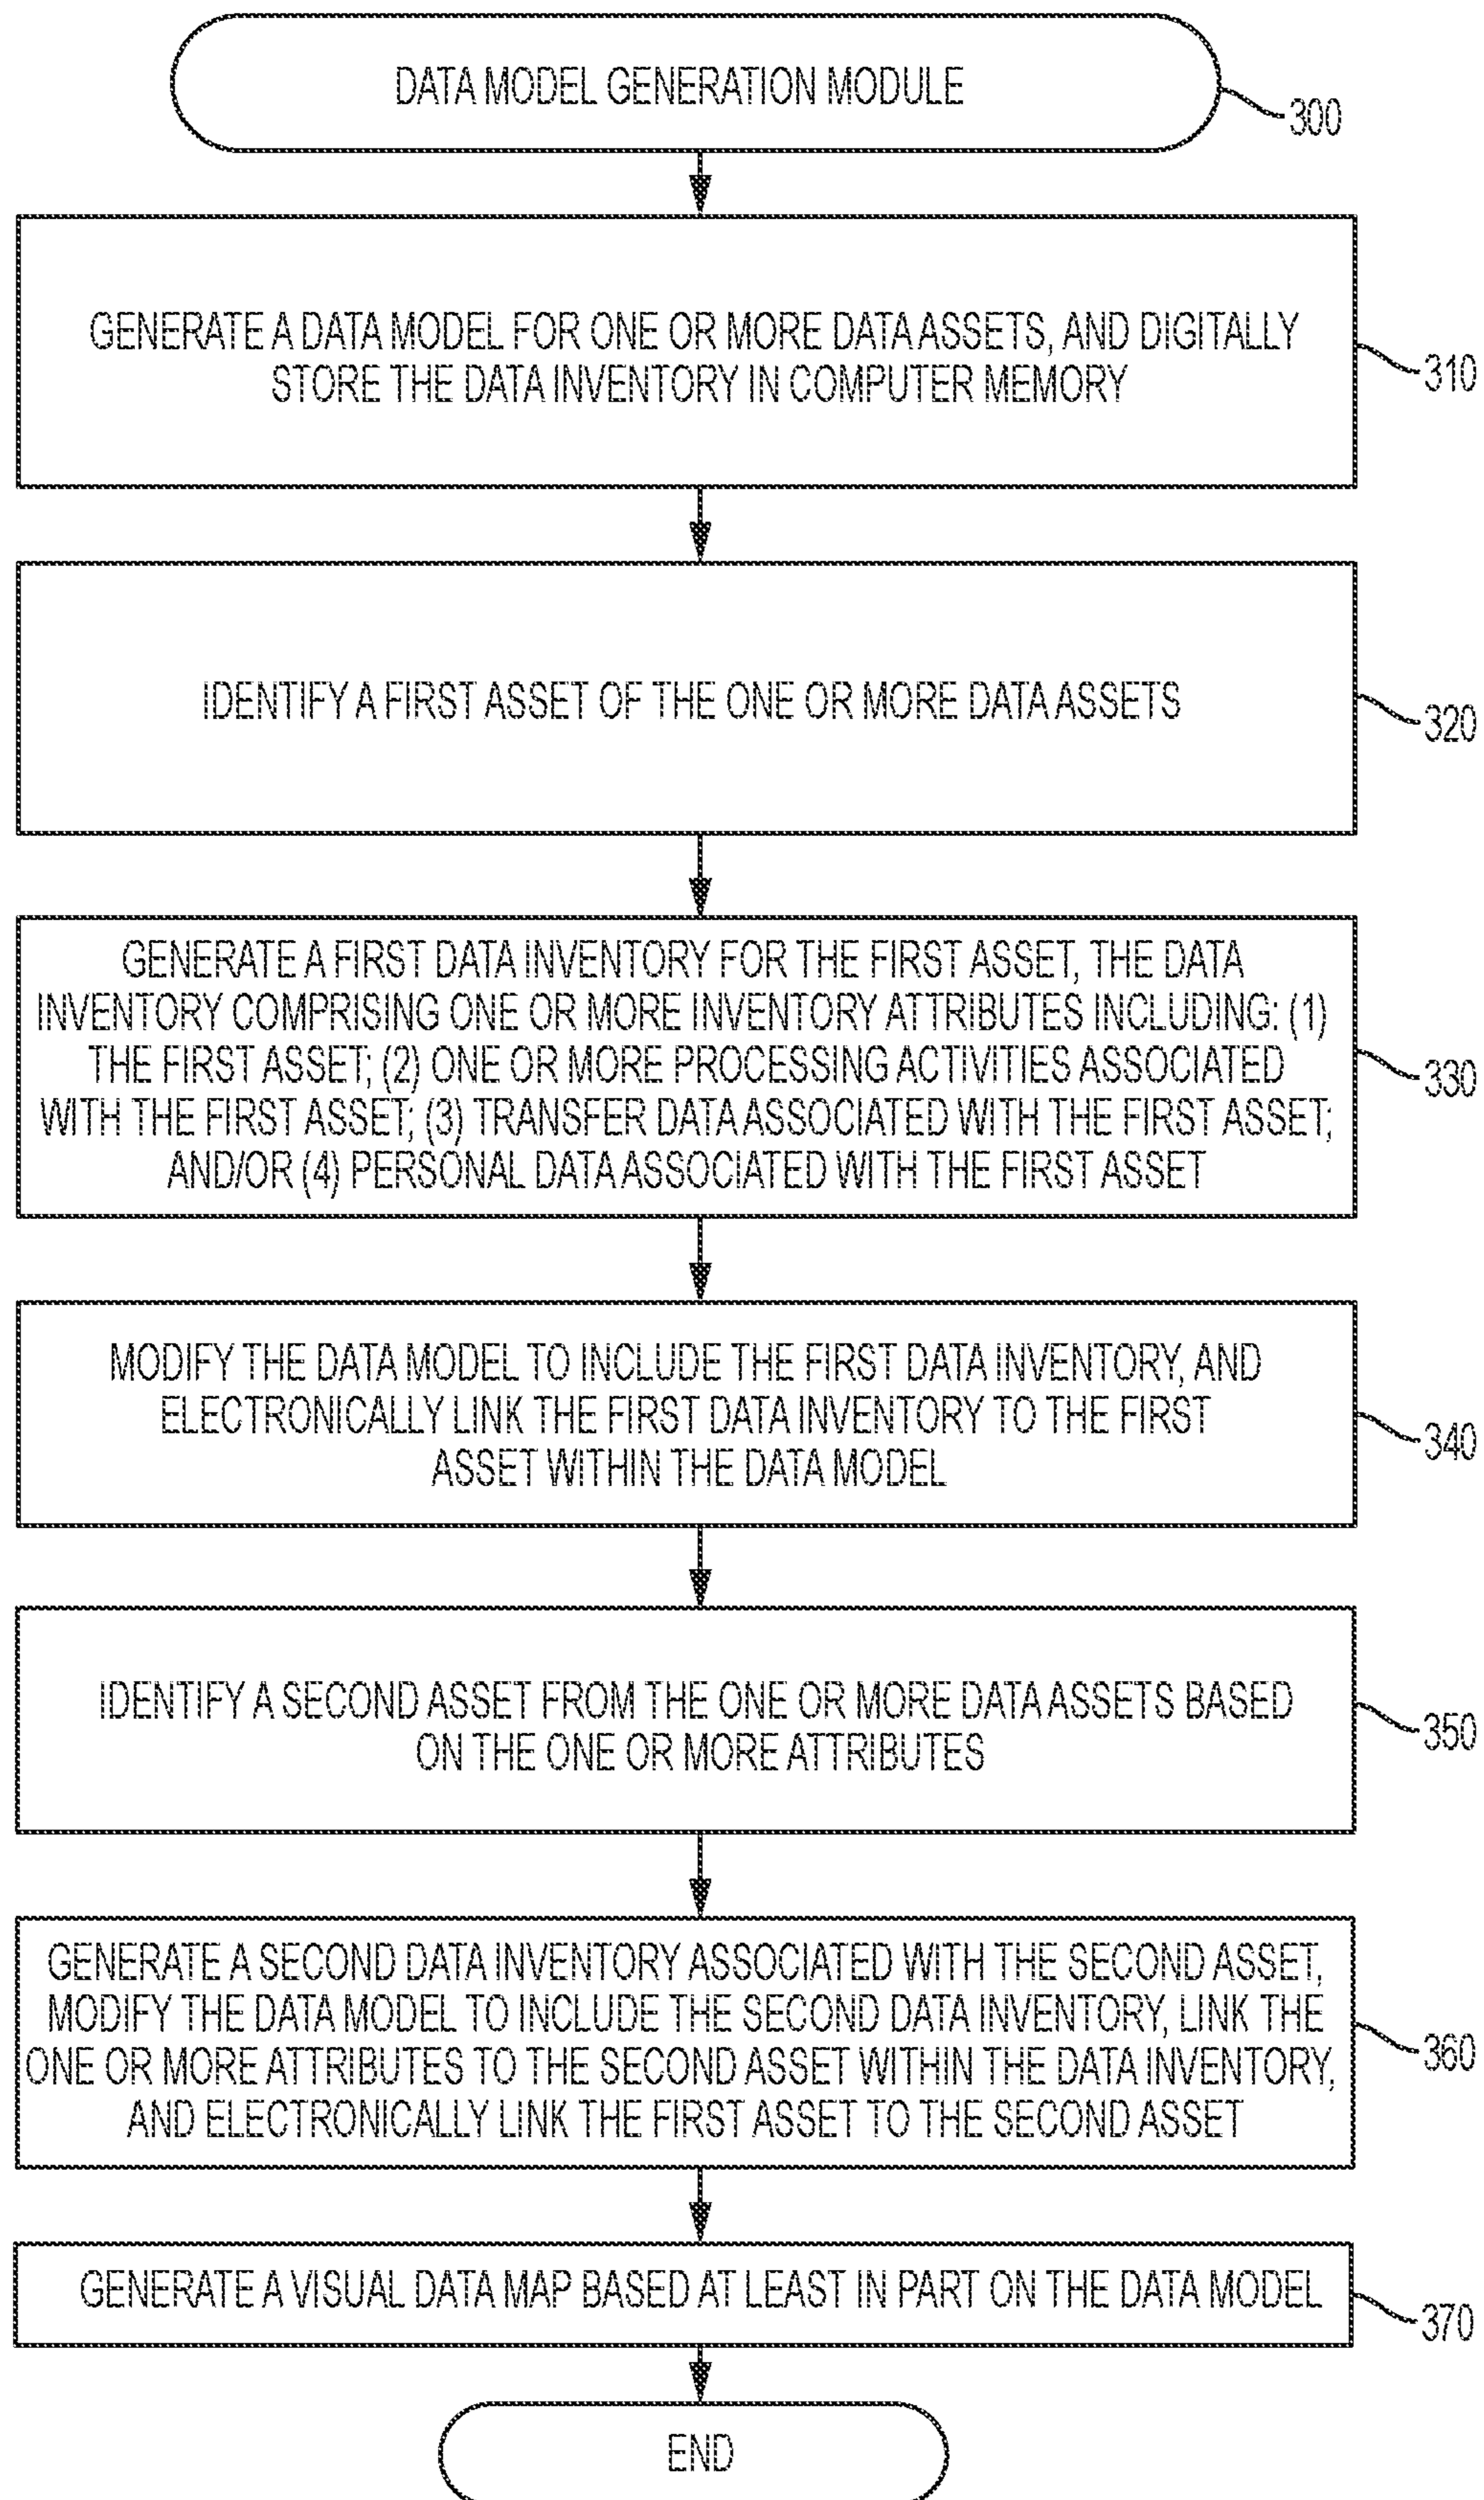 DATA MODEL GENERATION MODULE
300
GENERATE A DATA MODEL FOR ONE OR MORE DATA ASSETS, AND DIGITALLY
STORE THE DATA INVENTORY IN COMPUTER MEMORY
310
IDENTIFY A FIRST ASSET OF THE ONE OR MORE DATA ASSETS
320
GENERATE A FIRST DATA INVENTORY FOR THE FIRST ASSET, THE DATA
INVENTORY COMPRISING ONE OR MORE INVENTORY ATTRIBUTES INCLUDING: (1)
THE FIRST ASSET; (2) ONE OR MORE PROCESSING ACTIVITIES ASSOCIATED
WITH THE FIRST ASSET; (3) TRANSFER DATA ASSOCIATED WITH THE FIRST ASSET;
AND/OR (4) PERSONAL DATA ASSOCIATED WITH THE FIRST ASSET
330
MODIFY THE DATA MODEL TO INCLUDE THE FIRST DATA INVENTORY, AND
ELECTRONICALLY LINK THE FIRST DATA INVENTORY TO THE FIRST
ASSET WITHIN THE DATA MODEL
340
IDENTIFY A SECOND ASSET FROM THE ONE OR MORE DATA ASSETS BASED
ON THE ONE OR MORE ATTRIBUTES
350
GENERATE A SECOND DATA INVENTORY ASSOCIATED WITH THE SECOND ASSET,
MODIFY THE DATA MODEL TO INCLUDE THE SECOND DATA INVENTORY, LINK THE
ONE OR MORE ATTRIBUTES TO THE SECOND ASSET WITHIN THE DATA INVENTORY,
AND ELECTRONICALLY LINK THE FIRST ASSET TO THE SECOND ASSET
360
GENERATE A VISUAL DATA MAP BASED AT LEAST IN PART ON THE DATA MODEL
370
END